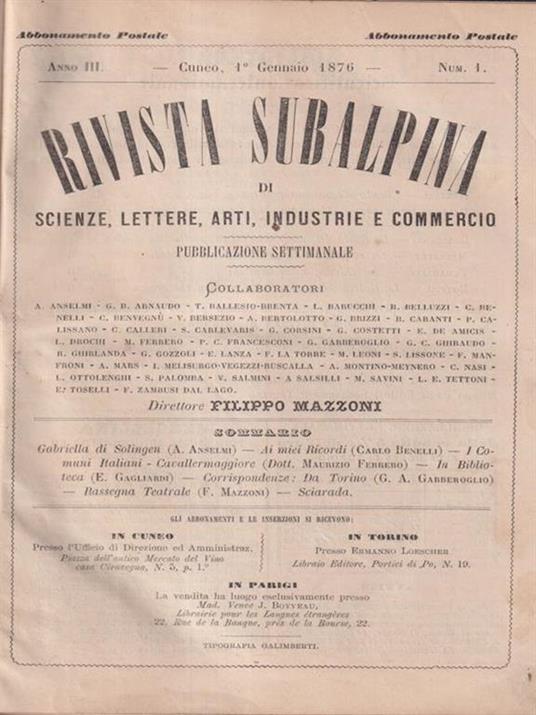 Abbonamento Postale Abbonamento Postale
Anno III. — Cuneo, 1° Gennaio 1876 — Num. 1.
RIVISTA SUBALPINA
DI
SCIENZE, LETTERE, ARTI, INDUSTRIE E COMMERCIO
PUBBLICAZIONE SETTIMANALE
Collaboratori
A. Anselmi - G. B. Arnaudo - T. Ballesio-Brenta - L. Barucchi - R. Belluzzi - C. Be-
nelli - C. Benvegnù - V. Bersezio - A. Bertolotto - G. Brizzi - B. Cabanti - P. Ca-
lissano - C. Calleri - S. Carlevaris - G. Corsini - G. Costetti - E. De Amicis -
L. Drochi - M. Ferrero - P. C. Francesconi - G. Garberoglio - G. C. Ghibaudo -
R. Ghirlanda - G. Gozzoli - E. Lanza - F. La Torre - M. Leoni - S. Lissone - F. Man-
froni - A. Mars - I. Melisurgo-Vegezzi-Ruscalla - A. Montino-Meynero - C. Nasi -
L. Ottolenghi - S. Palomba - V. Salmini - A Salsilli - M. Savini - L. E. Tettoni -
E. Toselli - F. Zambusi Dal Lago.
Direttore FILIPPO MAZZONI
SOMMARIO
Gabriella di Solingen (A. Anselmi) — Ai miei Ricordi (Carlo Benelli) — I Co-
muni Italiani - Cavallermaggiore (Dott. Maurizio Ferrero) — In Biblio-
teca (E. Gagliardi) — Corrispondenze: Da Torino (G. A. Garberoglio)
— Rassegna Teatrale (F. Mazzoni) — Sciarada.
GLI ABBONAMENTI E LE INSERZIONI SI RICEVONO:
IN CUNEO
Presso l'Ufficio di Direzione ed Amministraz.
Piazza dell'antico Mercato del Vino
casa Ciravegna, N. 5, p. 1.°
IN TORINO
Presso Ermanno Loescher
Libraio Editore, Portici di Po, N. 19.
IN PARIGI
La vendita ha luogo esclusivamente presso
Mad. Veuve J. Boyveau,
Librairie pour les Langues étrangères
22, Rue de la Banque, près de la Bourse, 22.
Tipografia Galimberti.